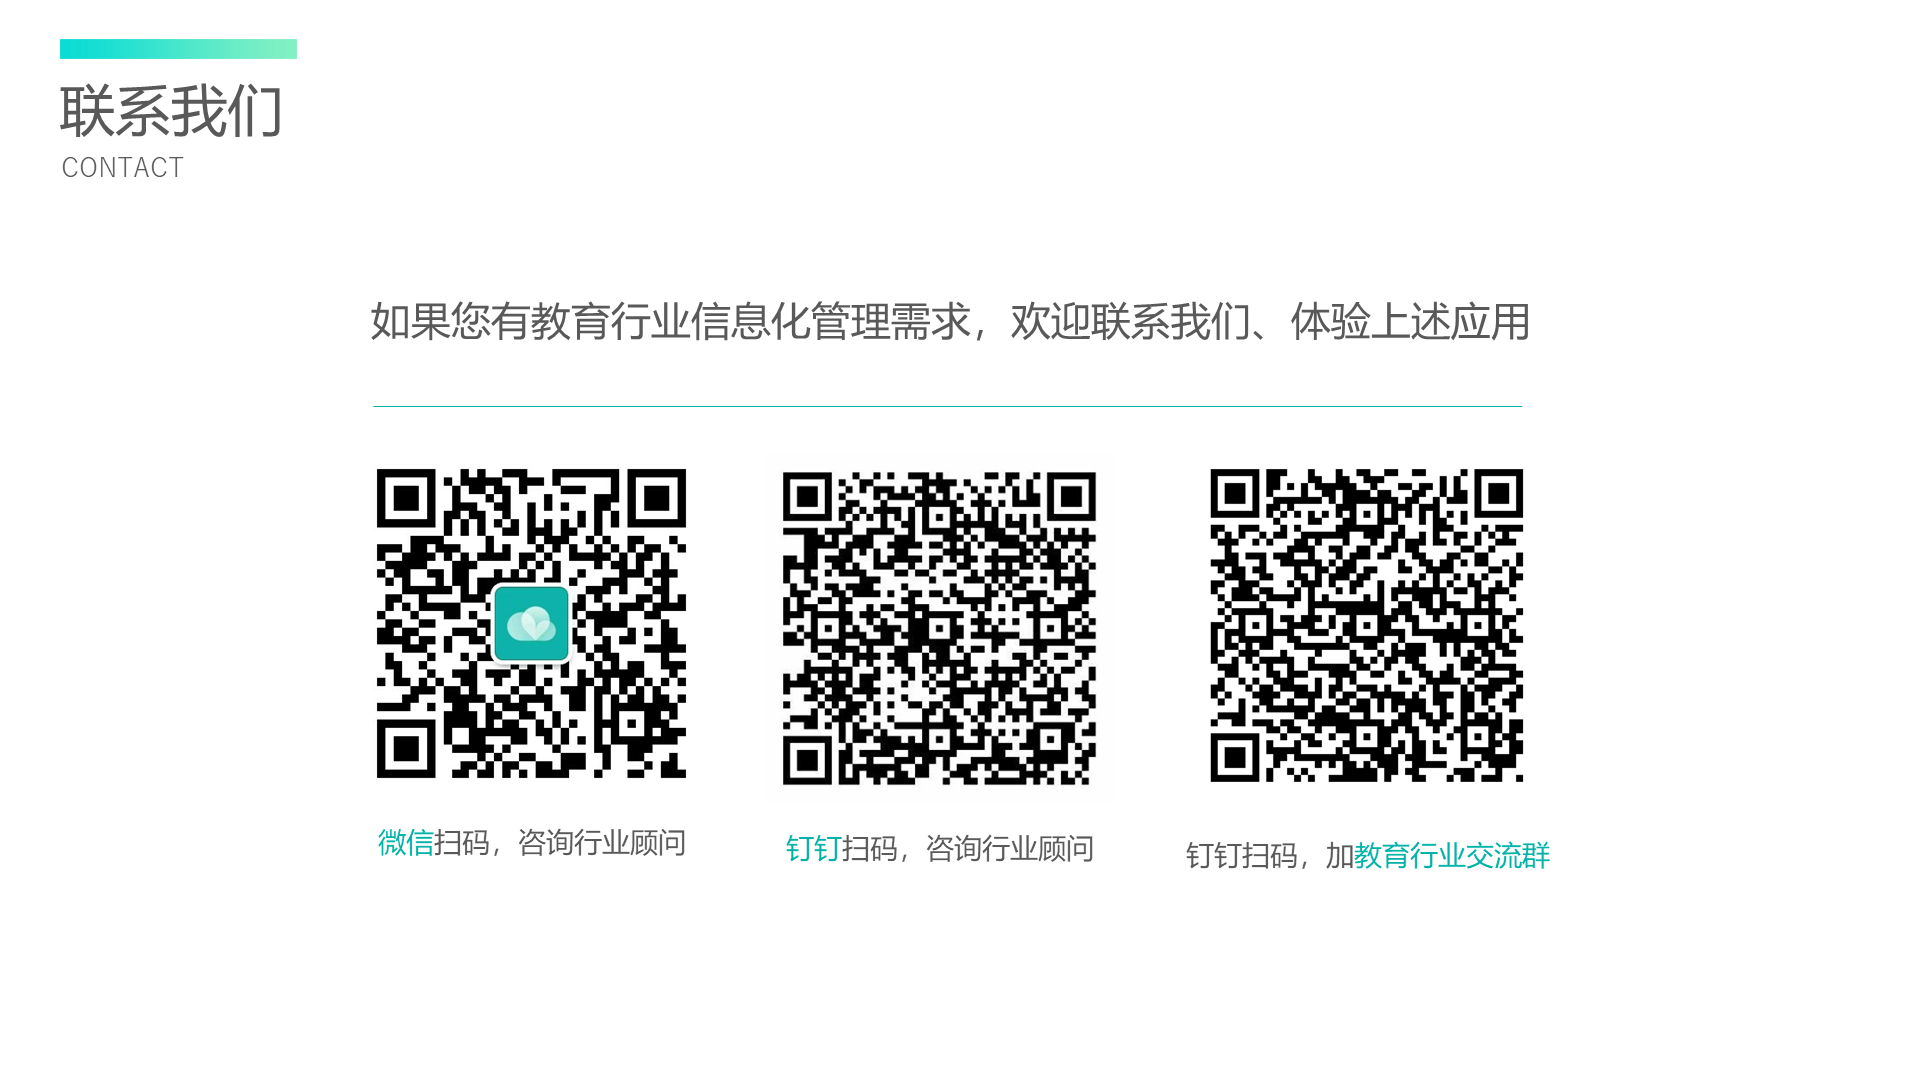 联系我们
CONTACT
如果您有教育行业信息化管理需求，欢迎联系我们、体验上述应用
微信扫码，咨询行业顾问
钉钉扫码，咨询行业顾问
钉钉扫码，加教育行业交流群